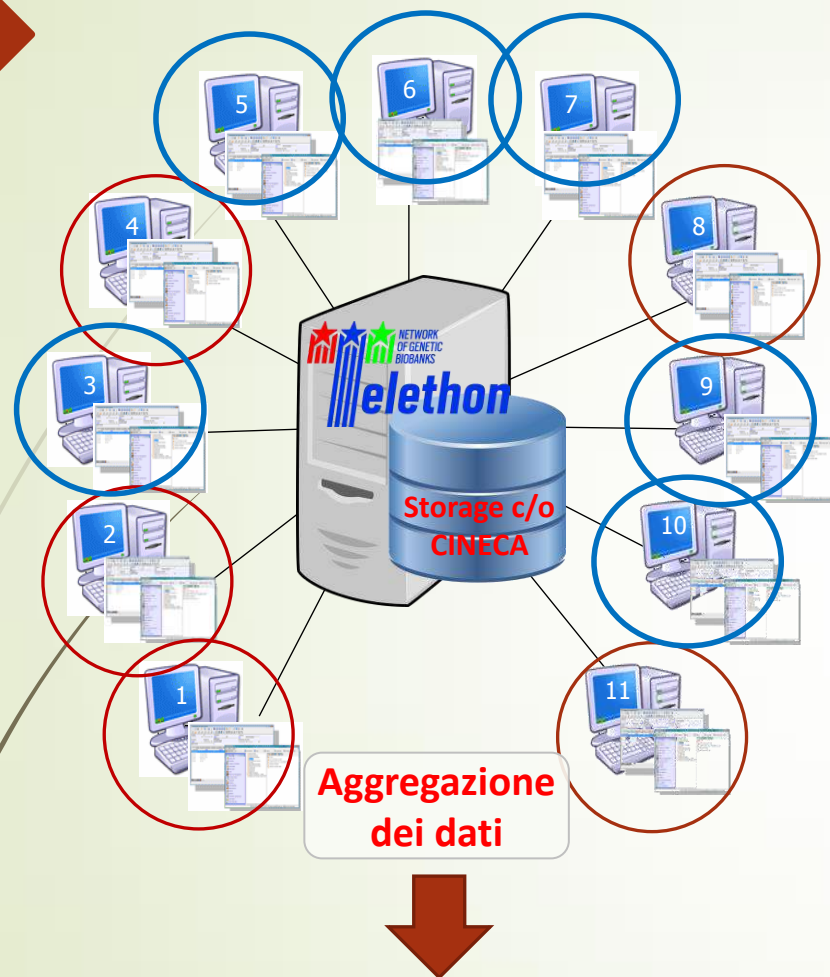 5
6
7
4
8
3
9
2
10
1
11
NETWORK
OF GENETIC
BIOBANKS
Telethon
Storage c/o
CINECA
Aggregazione
dei dati